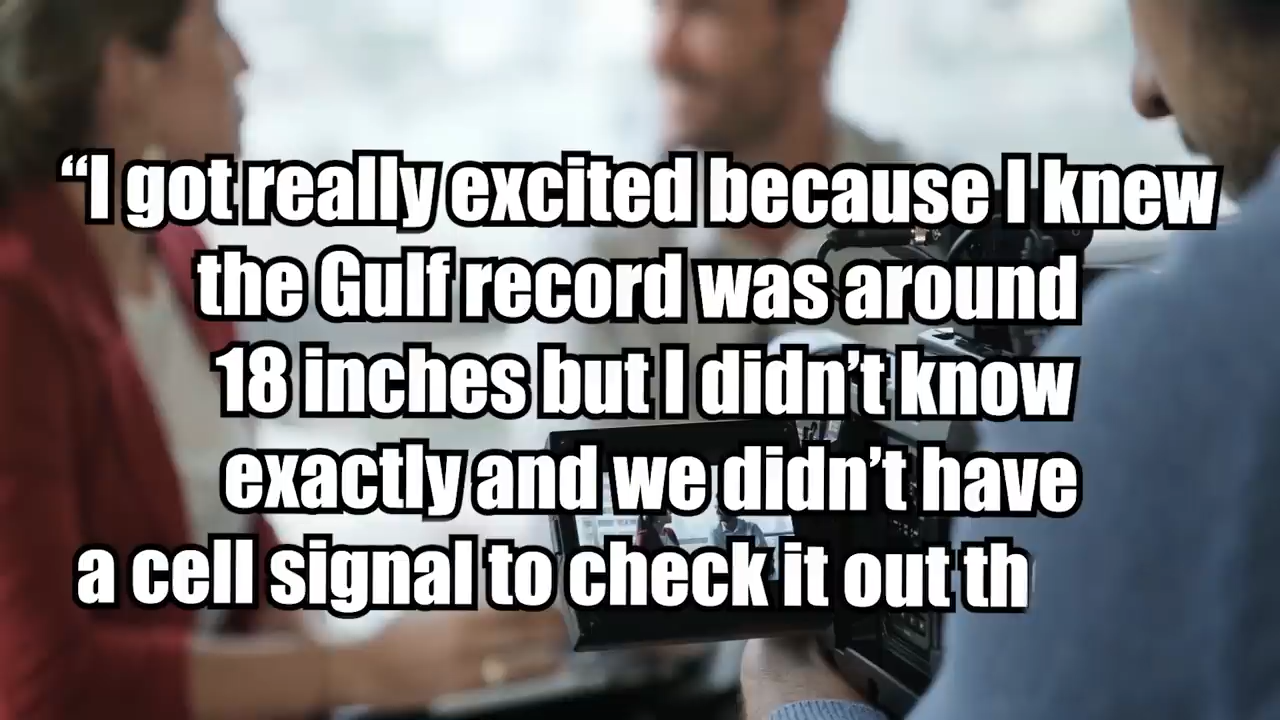 “I got really excited because I knew
the Gulf record was around
18 inches but I didn’t know
exactly and we didn’t have
a cell signal to check it out th